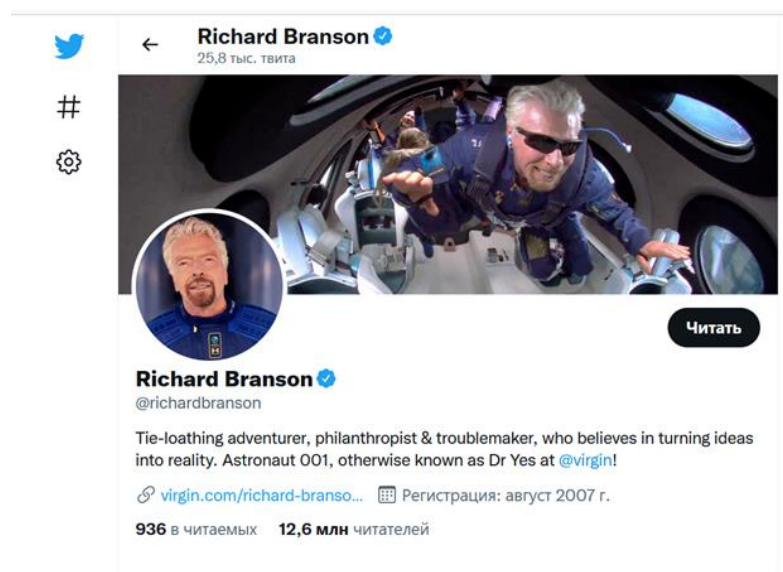 Richard Branson
25,8 тыс. твита
Читать
Richard Branson
@richardbranson
Tie-loathing adventurer, philanthropist & troublemaker, who believes in turning ideas
into reality. Astronaut 001, otherwise known as Dr Yes at @virgin!
virgin.com/richard-branso... Регистрация: август 2007 г.
936 в читаемых 12,6 млн читателей